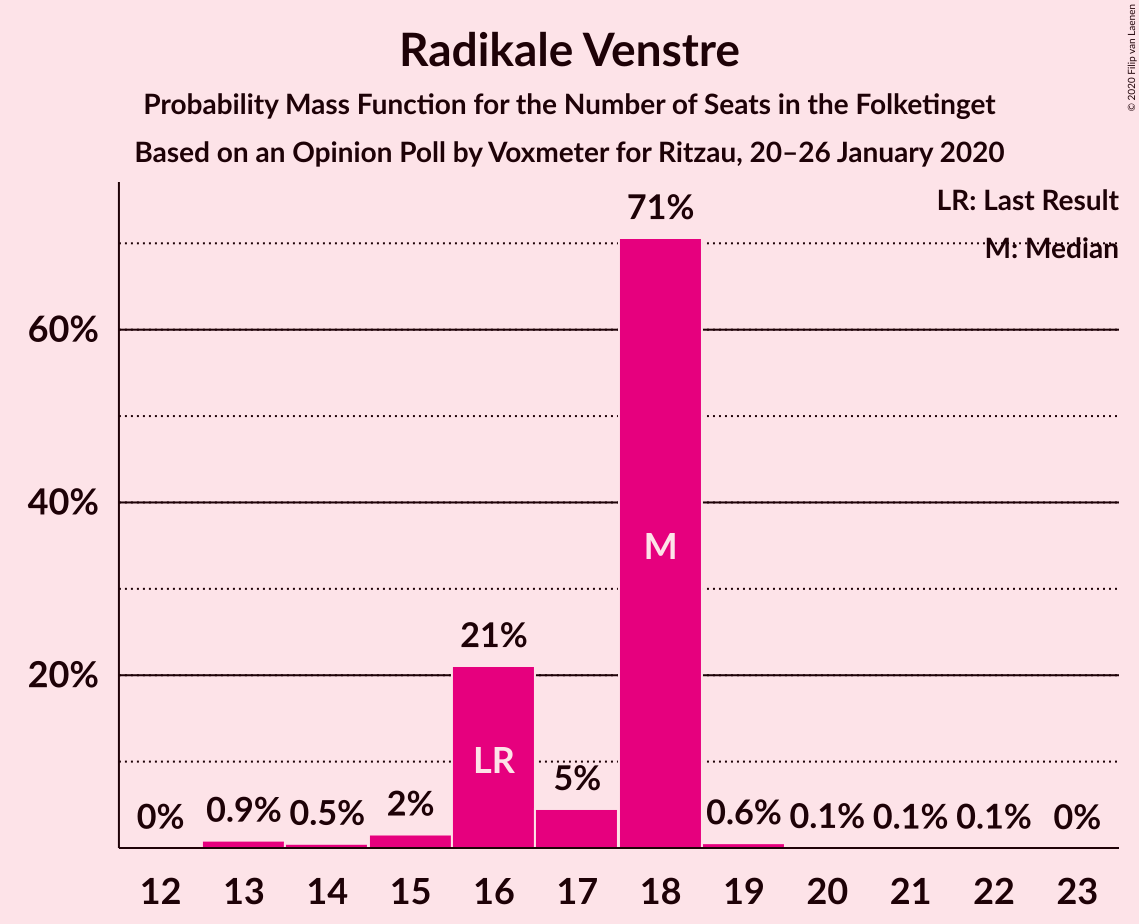 Radikale Venstre
Probability Mass Function for the Number of Seats in the Folketinget
Based on an Opinion Poll by Voxmeter for Ritzau, 20–26 January 2020
© 2020 Filip van Laenen
LR: Last Result
M: Median
71%
60%
40%
M
21%
20%
LR
5%
0%
0.9%
0.5%
2%
0.6%
0.1%
0.1%
0.1%
0%
12 13 14 15 16 17 18 19 20 21 22 23